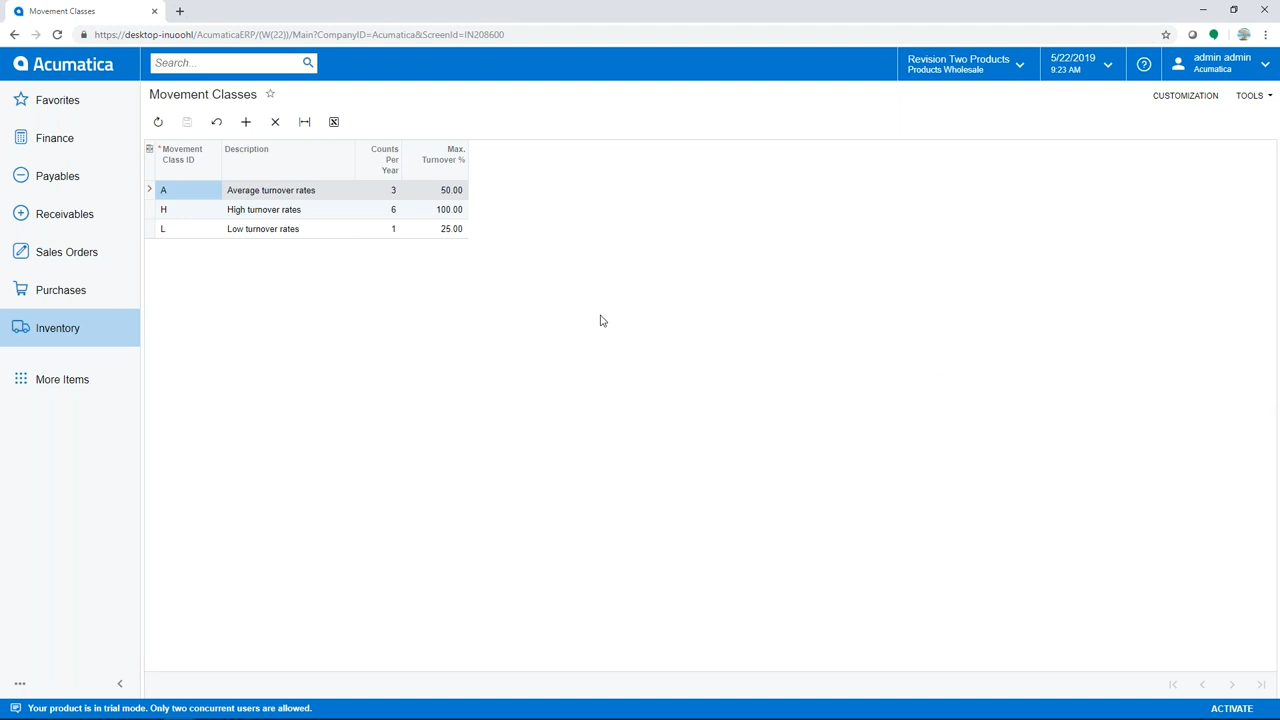 Movement Classes
https://desktop-inuoohl/AcumaticaERP/(W(22))/Main?CompanyID=Acumatica&ScreenId=IN208600
Acumatica
Search...
Revision Two Products
Products Wholesale
5/22/2019
9:23 AM
admin admin
Acumatica
Favorites
Finance
Payables
Receivables
Sales Orders
Purchases
Inventory
More Items
Movement Classes
CUSTOMIZATION TOOLS
* Movement Class ID Description Counts Per Year Max. Turnover %
A Average turnover rates 3 50.00
H High turnover rates 6 100.00
L Low turnover rates 1 25.00
Your product is in trial mode. Only two concurrent users are allowed. ACTIVATE